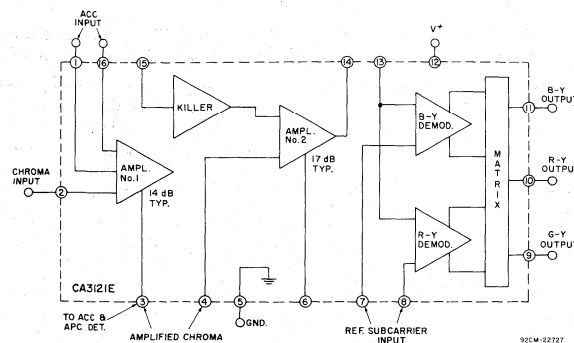 ACC
INPUT
V+
1
16
15
14
13
12
KILLER
AMPL.
No.2
17 dB
TYP.
AMPL.
No.1
14 dB
TYP.
CHROMA
INPUT
2
B-Y
DEMOD.
R-Y
DEMOD.
MATRIX
11
B-Y
OUTPUT
10
R-Y
OUTPUT
9
G-Y
OUTPUT
CA3121E
3
4
5
6
7
8
TO ACC &
APC DET.
AMPLIFIED CHROMA
GND.
REF. SUBCARRIER
INPUT
92CM-22727